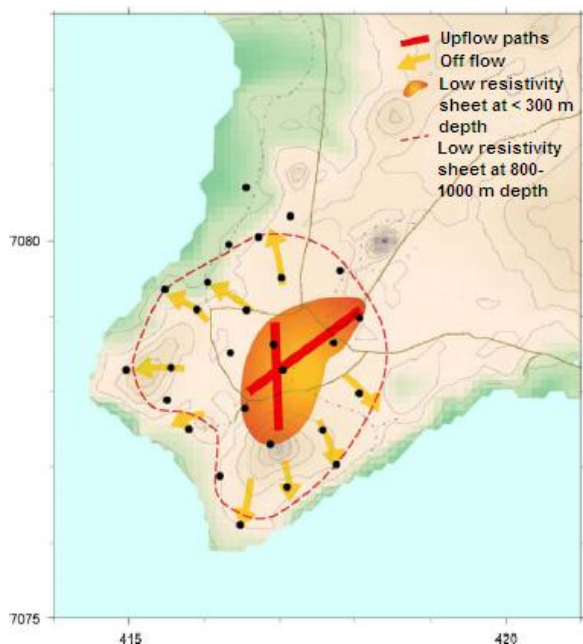 Upflow paths
Off flow
Low resistivity
sheet at < 300 m
depth
Low resistivity
sheet at 800-
1000 m depth
7080
7075
415
420